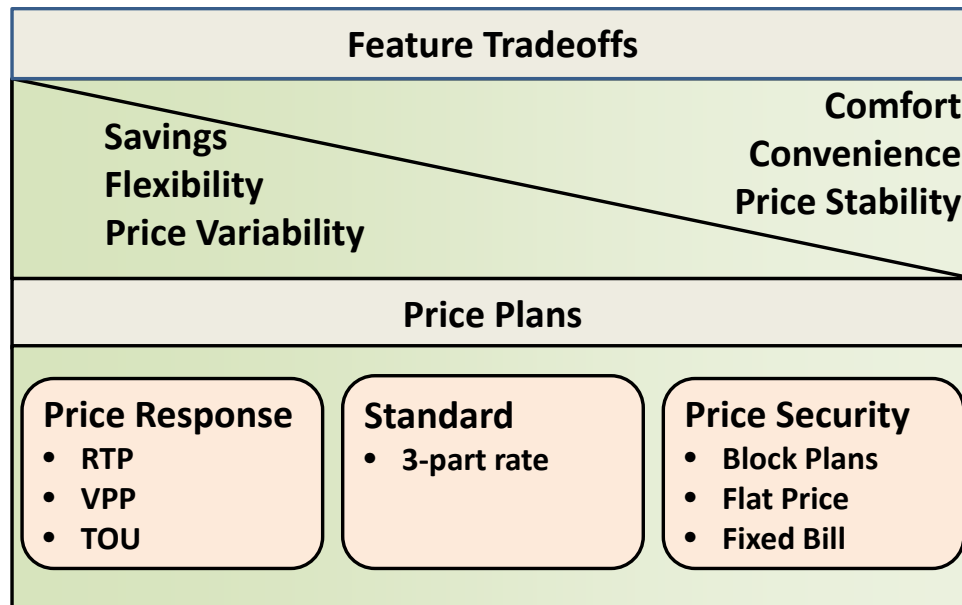 Feature Tradeoffs
Savings
Flexibility
Price Variability
Comfort
Convenience
Price Stability
Price Plans
Price Response
• RTP
• VPP
• TOU
Standard
• 3-part rate
Price Security
• Block Plans
• Flat Price
• Fixed Bill